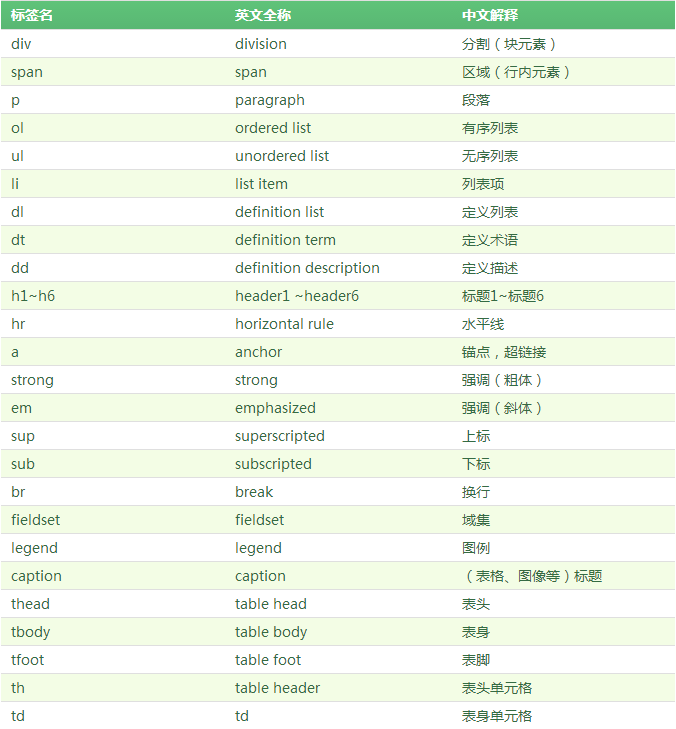 标签名 英文全称 中文解释
div division 分割（块元素）
span span 区域（行内元素）
p paragraph 段落
ol ordered list 有序列表
ul unordered list 无序列表
li list item 列表项
dl definition list 定义列表
dt definition term 定义术语
dd definition description 定义描述
h1~h6 header1 ~header6 标题1~标题6
hr horizontal rule 水平线
a anchor 锚点，超链接
strong strong 强调（粗体）
em emphasized 强调（斜体）
sup superscripted 上标
sub subscripted 下标
br break 换行
fieldset fieldset 域集
legend legend 图例
caption caption （表格、图像等）标题
thead table head 表头
tbody table body 表身
tfoot table foot 表脚
th table header 表头单元格
td td 表身单元格